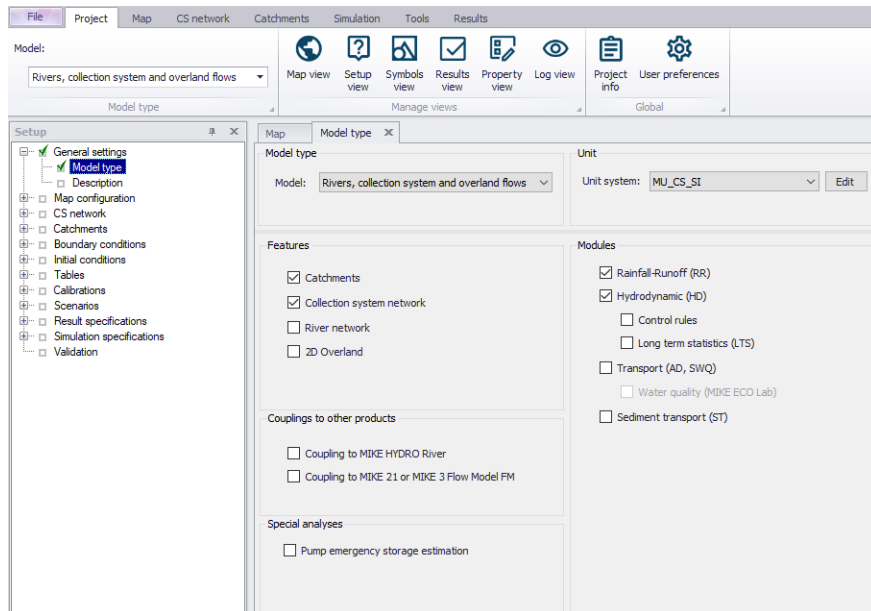 File Project Map CS network Catchments Simulation Tools Results
Model:
Rivers, collection system and overland flows
Model type
Map view
Setup view
Symbols view
Results view
Property view
Log view
Manage views
Project info
User preferences
Global
Setup
General settings
Model type
Description
Map configuration
CS network
Catchments
Boundary conditions
Initial conditions
Tables
Calibrations
Scenarios
Result specifications
Simulation specifications
Validation
Map Model type
Model type
Model: Rivers, collection system and overland flows
Unit
Unit system: MU_CS_SI Edit
Features
Catchments
Collection system network
River network
2D Overland
Modules
Rainfall-Runoff (RR)
Hydrodynamic (HD)
Control rules
Long term statistics (LTS)
Transport (AD, SWQ)
Water quality (MIKE ECO Lab)
Sediment transport (ST)
Couplings to other products
Coupling to MIKE HYDRO River
Coupling to MIKE 21 or MIKE 3 Flow Model FM
Special analyses
Pump emergency storage estimation